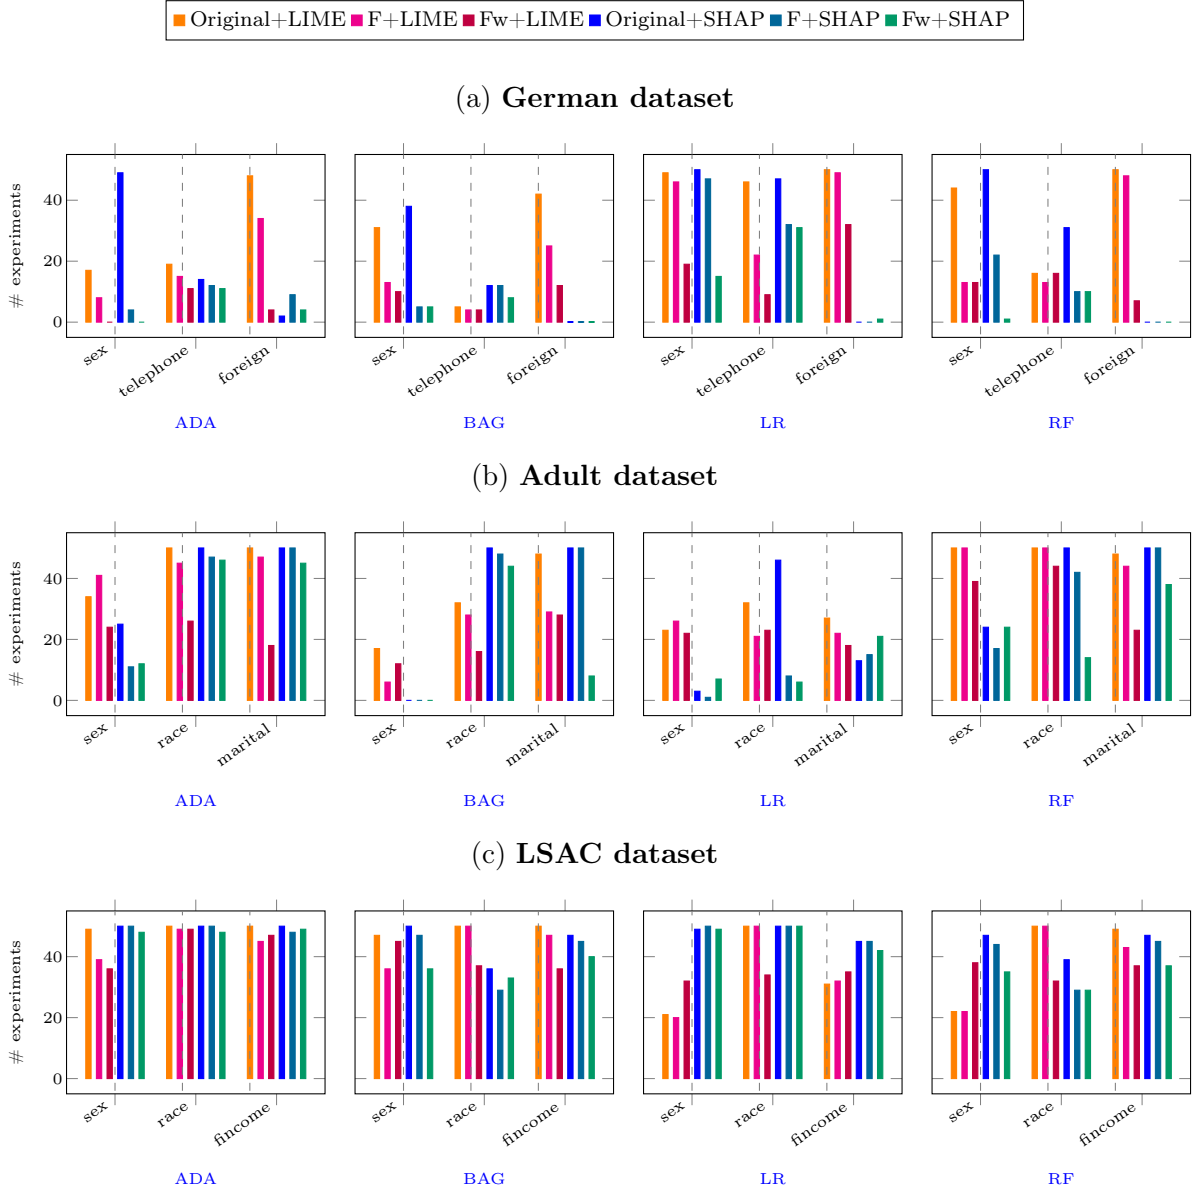 Original+LIME F+LIME Fw+LIME Original+SHAP F+SHAP Fw+SHAP
(a) German dataset
# experiments
40
20
0
sex telephone foreign
sex telephone foreign
sex telephone foreign
sex telephone foreign
ADA BAG LR RF
(b) Adult dataset
# experiments
40
20
0
sex race marital
sex race marital
sex race marital
sex race marital
ADA BAG LR RF
(c) LSAC dataset
# experiments
40
20
0
sex race fincome
sex race fincome
sex race fincome
sex race fincome
ADA BAG LR RF